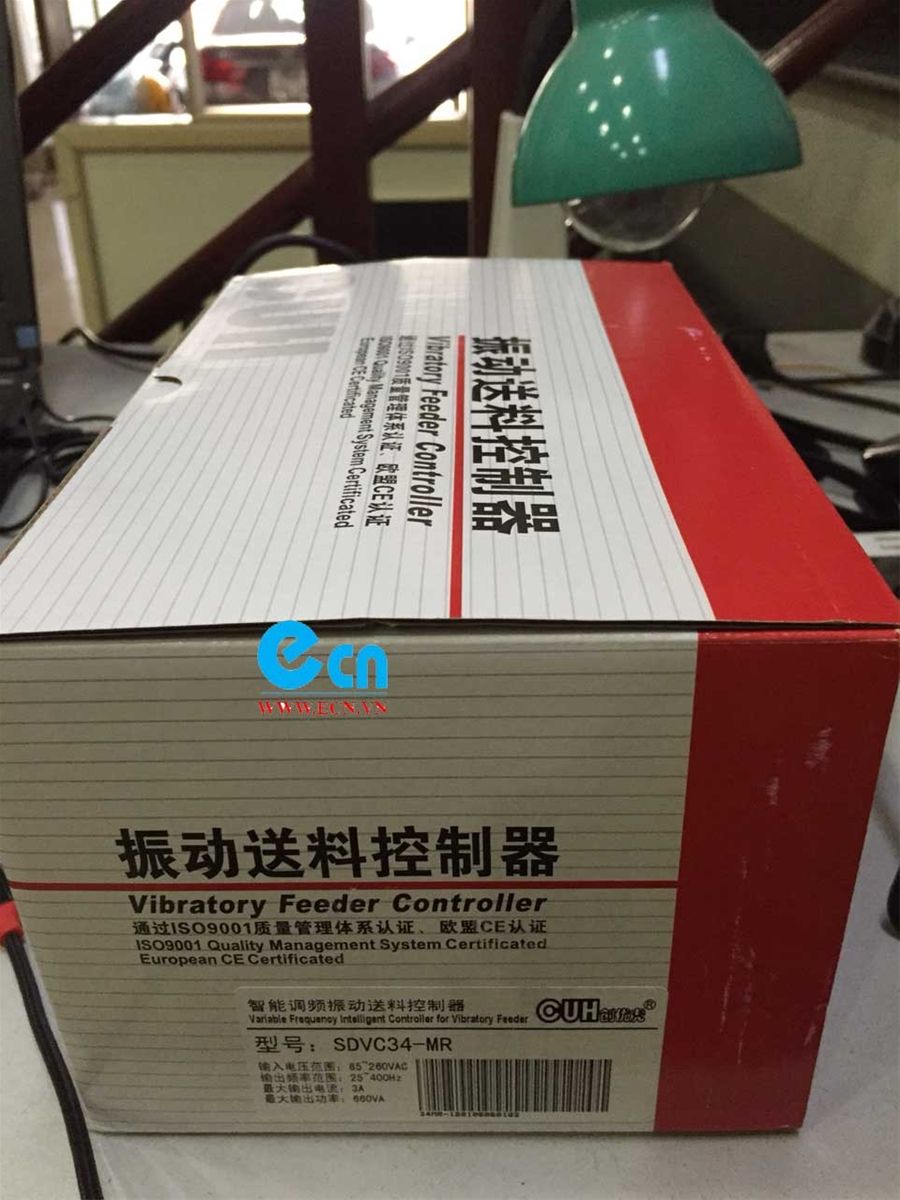 振动送料控制器
Vibratory Feeder Controller
通过ISO9001质量管理体系认证、欧盟CE认证
ISO9001 Quality Management System Certificated
European CE Certificated
ecn
WWW.ECN.VN
振动送料控制器
Vibratory Feeder Controller
通过ISO9001质量管理体系认证、欧盟CE认证
ISO9001 Quality Management System Certificated
European CE Certificated
智能调频振动送料控制器
Variable Frequency Intelligent Controller for Vibratory Feeder
CUH创优虎®
型号：SDVC34-MR
输入电压范围：85~260VAC
输出频率范围：25~400Hz
最大输出电流：3A
最大输出功率：660VA